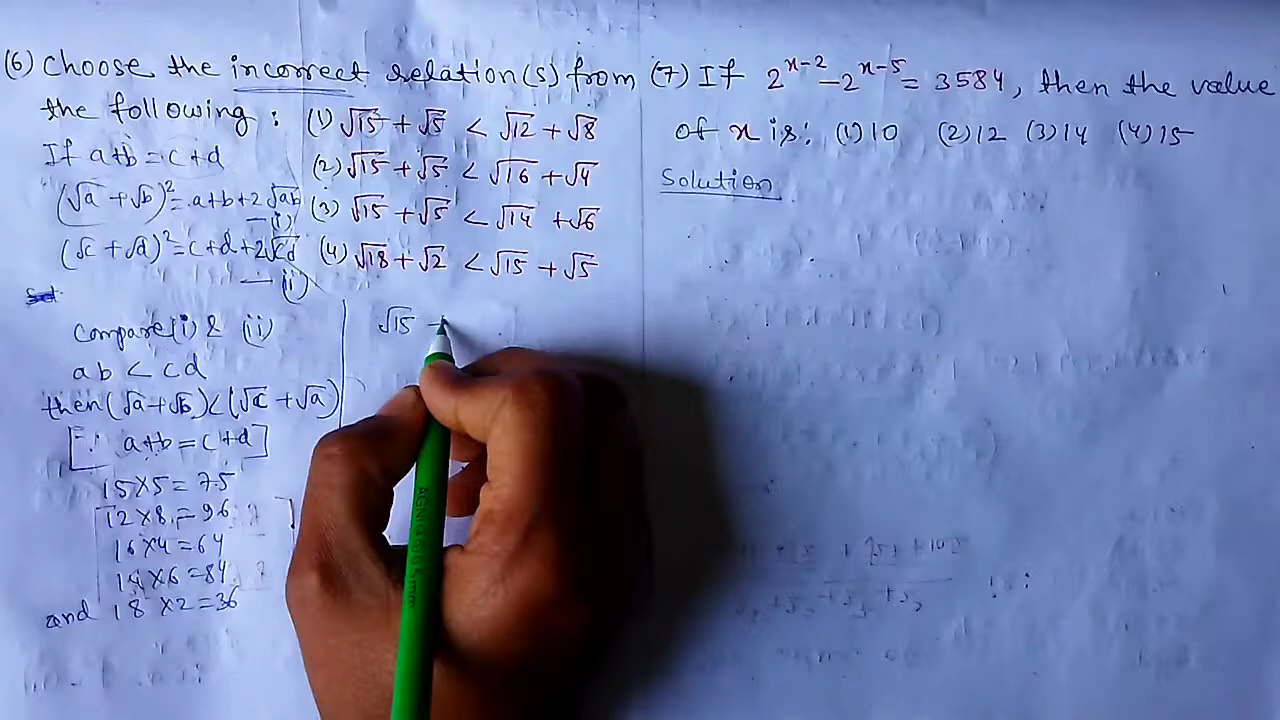 (6) Choose the incorrect relation(s) from
the following : (1) √15 + √5 < √12 + √8
If a+b = c+d
(2) √15 + √5 < √16 + √4
(√a + √b)² = a+b+2√ab
— (i)
(3) √15 + √5 < √14 + √6
(√c + √d)² = c+d+2√cd
— (ii)
(4) √18 + √2 < √15 + √5
Compare (i) & (ii)
ab < cd
then (√a+√b) < (√c + √d)
[∵ a+b = c+d]
15×5 = 75
12×8 = 96
16×4 = 64
14×6 = 84
and 18×2 = 36
√15 +
(7) If 2^{x-2} - 2^{x-5} = 3584, then the value
of x is : (1) 10 (2) 12 (3) 14 (4) 15
Solution